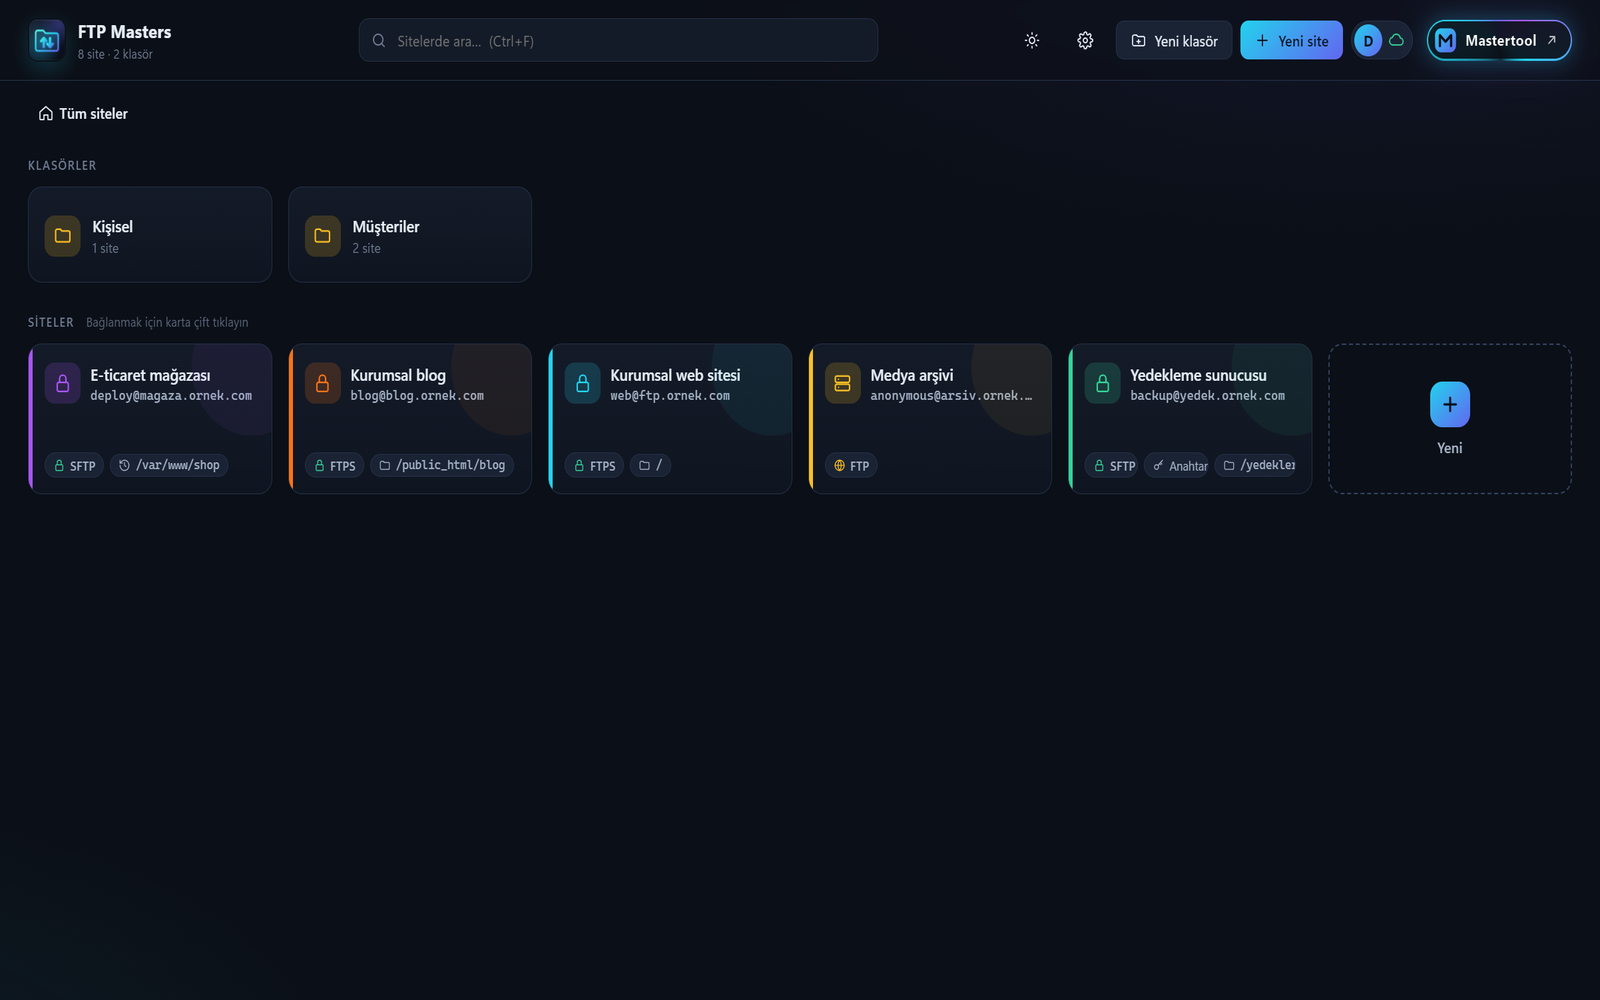 FTP Masters
8 site · 2 klasör
Sitelerde ara... (Ctrl+F)
Yeni klasör
Yeni site
D
Mastertool
Tüm siteler
KLASÖRLER
Kişisel
1 site
Müşteriler
2 site
SİTELER Bağlanmak için karta çift tıklayın
E-ticaret mağazası
deploy@magaza.ornek.com
SFTP
/var/www/shop
Kurumsal blog
blog@blog.ornek.com
FTPS
/public_html/blog
Kurumsal web sitesi
web@ftp.ornek.com
FTPS
/
Medya arşivi
anonymous@arsiv.ornek.…
FTP
Yedekleme sunucusu
backup@yedek.ornek.com
SFTP
Anahtar
/yedekler
Yeni